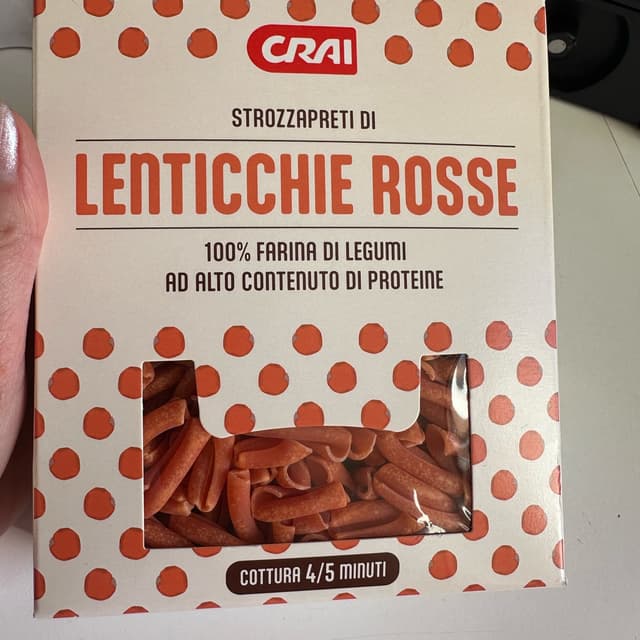 CRAI
STROZZAPRETI DI
LENTICCHIE ROSSE
100% FARINA DI LEGUMI
AD ALTO CONTENUTO DI PROTEINE
COTTURA 4/5 MINUTI